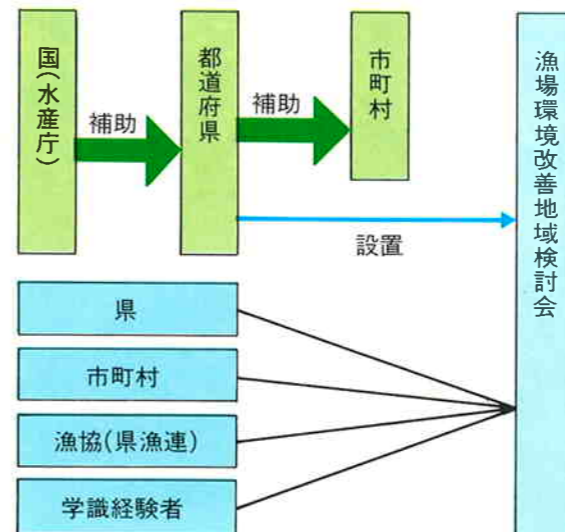 国(水産庁)
補助
都道府県
補助
市町村
設置
漁場環境改善地域検討会
県
市町村
漁協(県漁連)
学識経験者